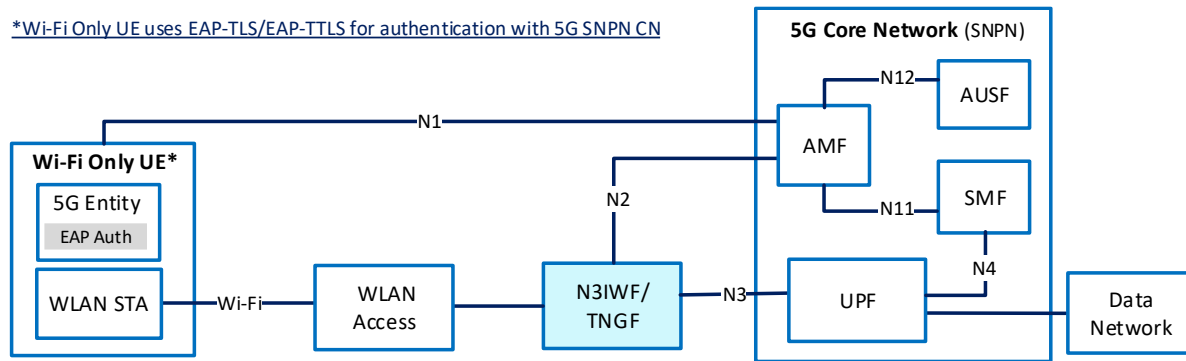 *Wi-Fi Only UE uses EAP-TLS/EAP-TTLS for authentication with 5G SNPN CN
5G Core Network (SNPN)
N12
AUSF
N1
AMF
Wi-Fi Only UE*
5G Entity
EAP Auth
N2
N11
SMF
N4
WLAN STA
Wi-Fi
WLAN
Access
N3IWF/
TNGF
N3
UPF
Data
Network